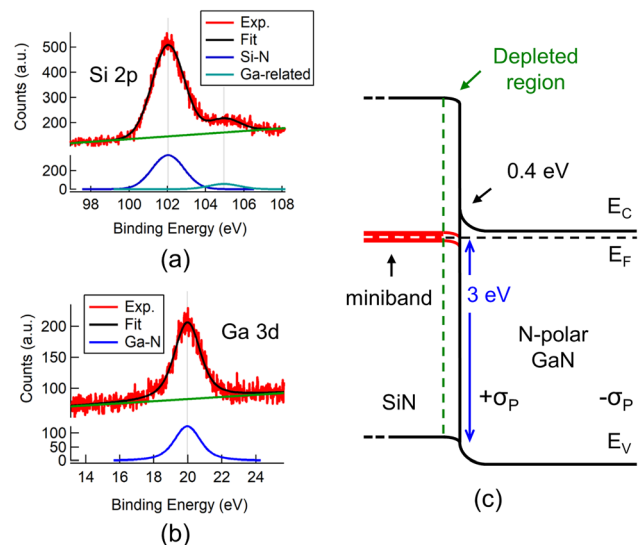 Si 2p
Exp.
Fit
Si-N
Ga-related
Counts (a.u.)
500
400
300
200
200
0
98 100 102 104 106 108
Binding Energy (eV)
(a)
Exp.
Fit
Ga-N
Ga 3d
Counts (a.u.)
200
150
100
50
100
50
0
14 16 18 20 22 24
Binding Energy (eV)
(b)
Depleted
region
0.4 eV
E_C
E_F
miniband
3 eV
N-polar
GaN
SiN
+σ_P
-σ_P
E_V
(c)